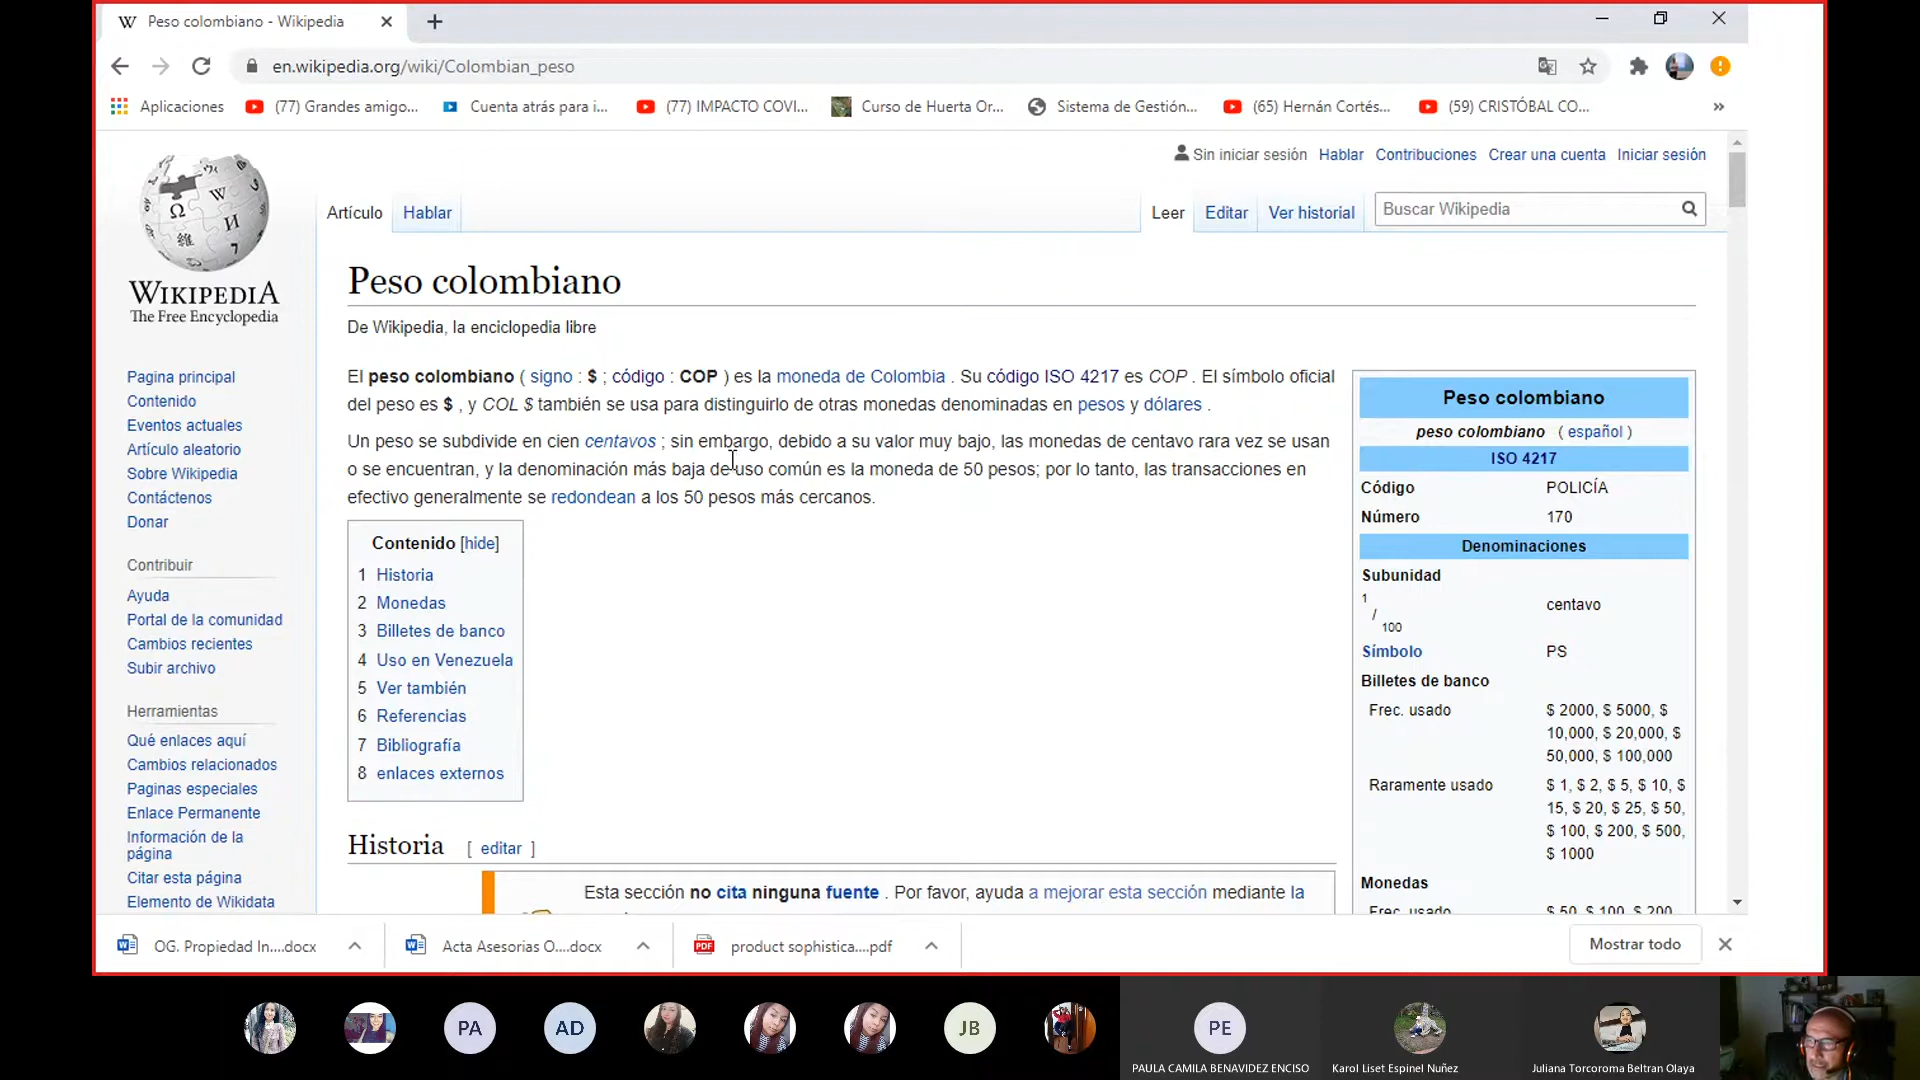 Peso colombiano - Wikipedia
en.wikipedia.org/wiki/Colombian_peso
Aplicaciones (77) Grandes amigo... Cuenta atrás para i... (77) IMPACTO COVI... Curso de Huerta Or... Sistema de Gestión... (65) Hernán Cortés... (59) CRISTÓBAL CO... »
Sin iniciar sesión Hablar Contribuciones Crear una cuenta Iniciar sesión
Artículo Hablar Leer Editar Ver historial Buscar Wikipedia
WIKIPEDIA
The Free Encyclopedia
Pagina principal
Contenido
Eventos actuales
Artículo aleatorio
Sobre Wikipedia
Contáctenos
Donar
Contribuir
Ayuda
Portal de la comunidad
Cambios recientes
Subir archivo
Herramientas
Qué enlaces aquí
Cambios relacionados
Paginas especiales
Enlace Permanente
Información de la
página
Citar esta página
Elemento de Wikidata
Peso colombiano
De Wikipedia, la enciclopedia libre
El peso colombiano ( signo : $ ; código : COP ) es la moneda de Colombia . Su código ISO 4217 es COP . El símbolo oficial
del peso es $ , y COL $ también se usa para distinguirlo de otras monedas denominadas en pesos y dólares .
Un peso se subdivide en cien centavos ; sin embargo, debido a su valor muy bajo, las monedas de centavo rara vez se usan
o se encuentran, y la denominación más baja de uso común es la moneda de 50 pesos; por lo tanto, las transacciones en
efectivo generalmente se redondean a los 50 pesos más cercanos.
Contenido [hide]
1 Historia
2 Monedas
3 Billetes de banco
4 Uso en Venezuela
5 Ver también
6 Referencias
7 Bibliografía
8 enlaces externos
Historia [ editar ]
Esta sección no cita ninguna fuente . Por favor, ayuda a mejorar esta sección mediante la
Peso colombiano
peso colombiano ( español )
ISO 4217
Código POLICÍA
Número 170
Denominaciones
Subunidad
1/100 centavo
Símbolo PS
Billetes de banco
Frec. usado $ 2000, $ 5000, $
10,000, $ 20,000, $
50,000, $ 100,000
Raramente usado $ 1, $ 2, $ 5, $ 10, $
15, $ 20, $ 25, $ 50,
$ 100, $ 200, $ 500,
$ 1000
Monedas
Frec. usado $ 50, $ 100, $ 200
OG. Propiedad In....docx Acta Asesorias O....docx product sophistica....pdf Mostrar todo
PA AD JB PE
PAULA CAMILA BENAVIDEZ ENCISO Karol Liset Espinel Nuñez Juliana Torcoroma Beltran Olaya